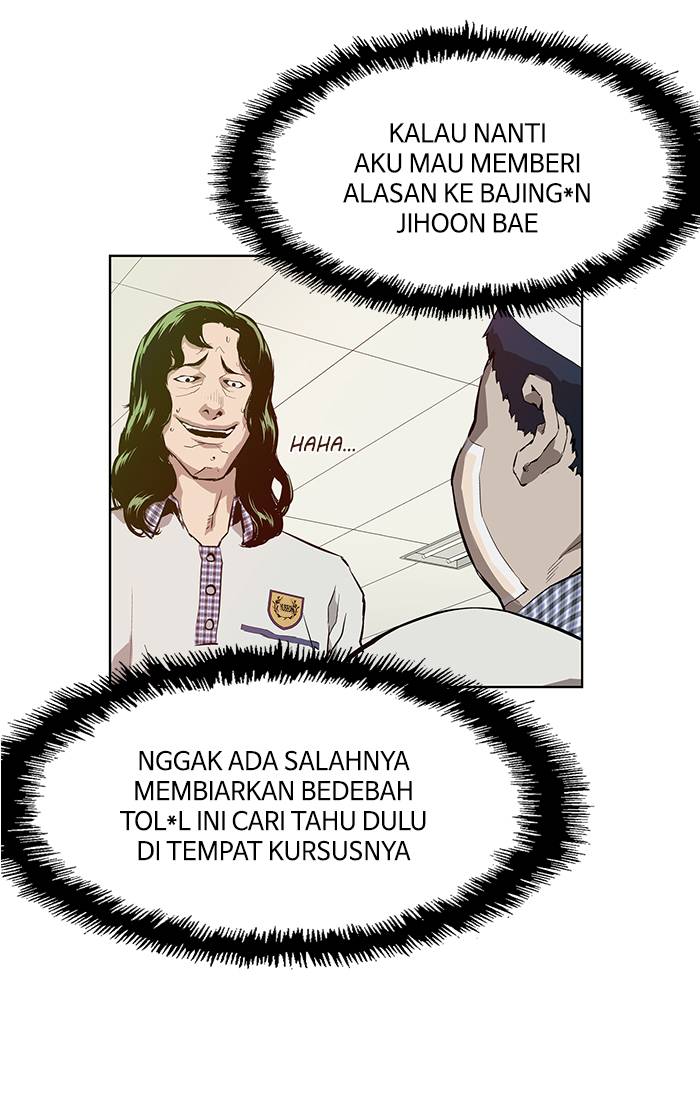 KALAU NANTI
AKU MAU MEMBERI
ALASAN KE BAJING*N
JIHOON BAE
HAHA...
NGGAK ADA SALAHNYA
MEMBIARKAN BEDEBAH
TOL*L INI CARI TAHU DULU
DI TEMPAT KURSUSNYA